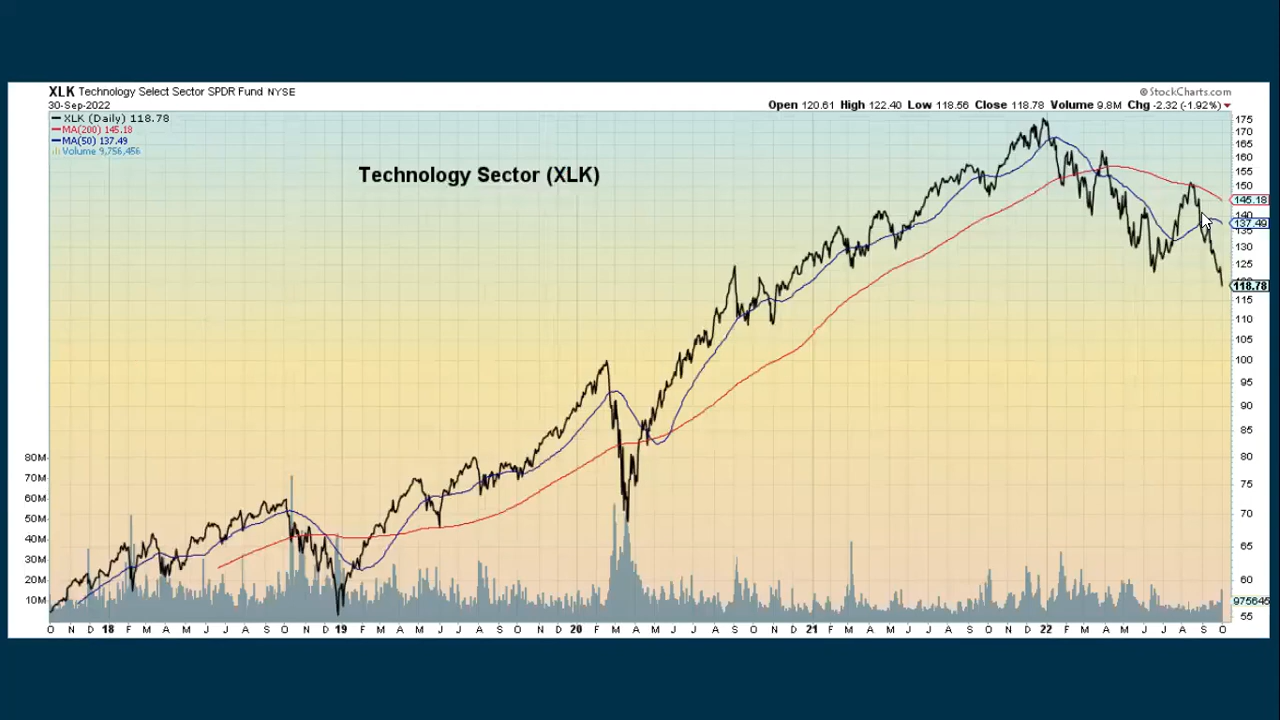 XLK Technology Select Sector SPDR Fund NYSE © StockCharts.com
30-Sep-2022 Open 120.61 High 122.40 Low 118.56 Close 118.78 Volume 9.8M Chg -2.32 (-1.92%)
XLK (Daily) 118.78
MA(200) 145.18
MA(50) 137.49
Volume 9,756,456
Technology Sector (XLK)
175
170
165
160
155
150
145.18
140
137.49
135
130
125
118.78
115
110
105
100
95
90
85
80M 80
70M 75
60M
50M 70
40M
30M 65
20M 60
10M 975645
55
O N D 18 F M A M J J A S O N D 19 F M A M J J A S O N D 20 F M A M J J A S O N D 21 F M A M J J A S O N D 22 F M A M J J A S O